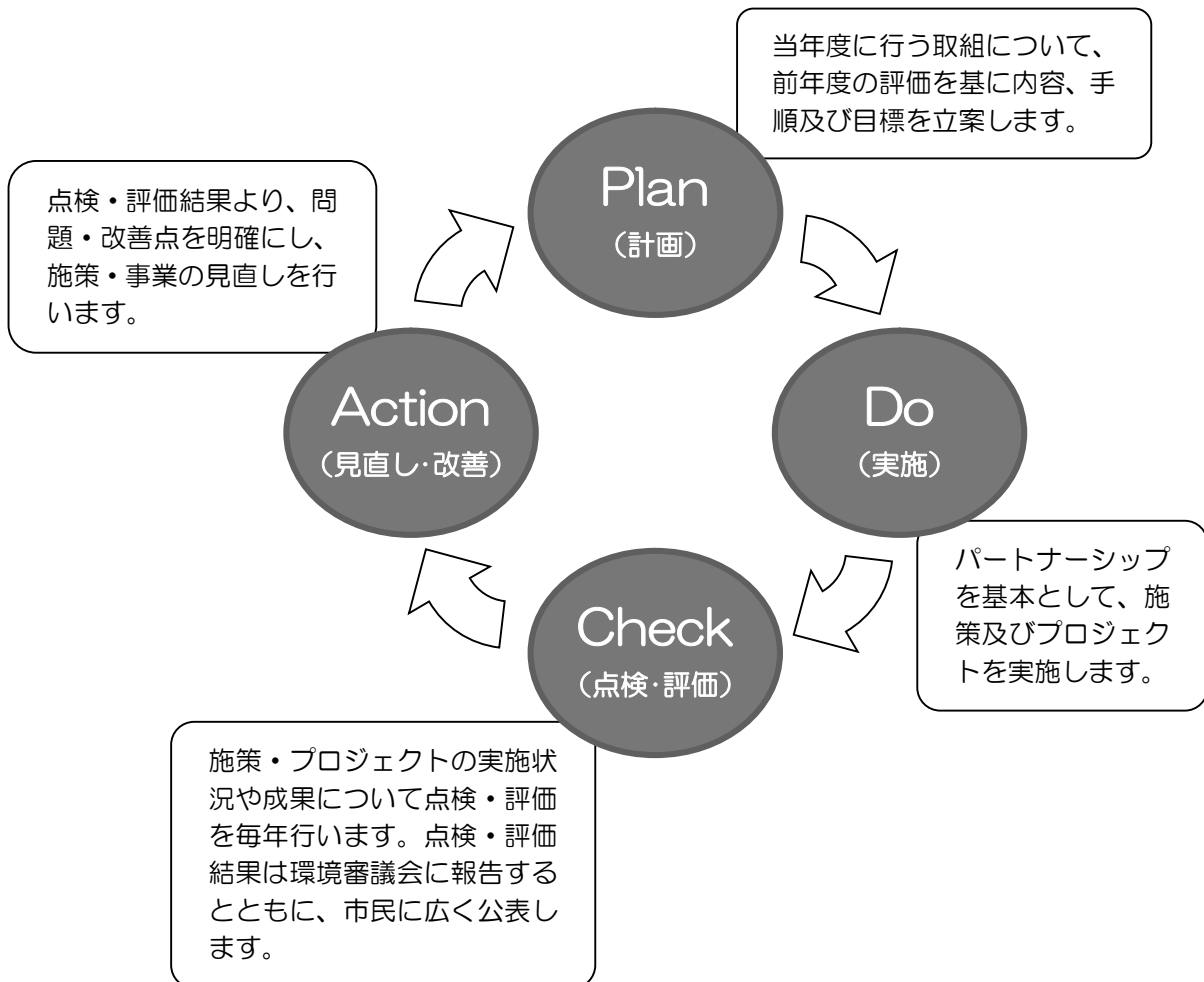 当年度に行う取組について、
前年度の評価を基に内容、手
順及び目標を立案します。
Plan
（計画）
点検・評価結果より、問
題・改善点を明確にし、
施策・事業の見直しを行
います。
Action
（見直し・改善）
Do
（実施）
パートナーシップ
を基本として、施
策及びプロジェク
トを実施します。
Check
（点検・評価）
施策・プロジェクトの実施状
況や成果について点検・評価
を毎年行います。点検・評価
結果は環境審議会に報告する
とともに、市民に広く公表し
ます。